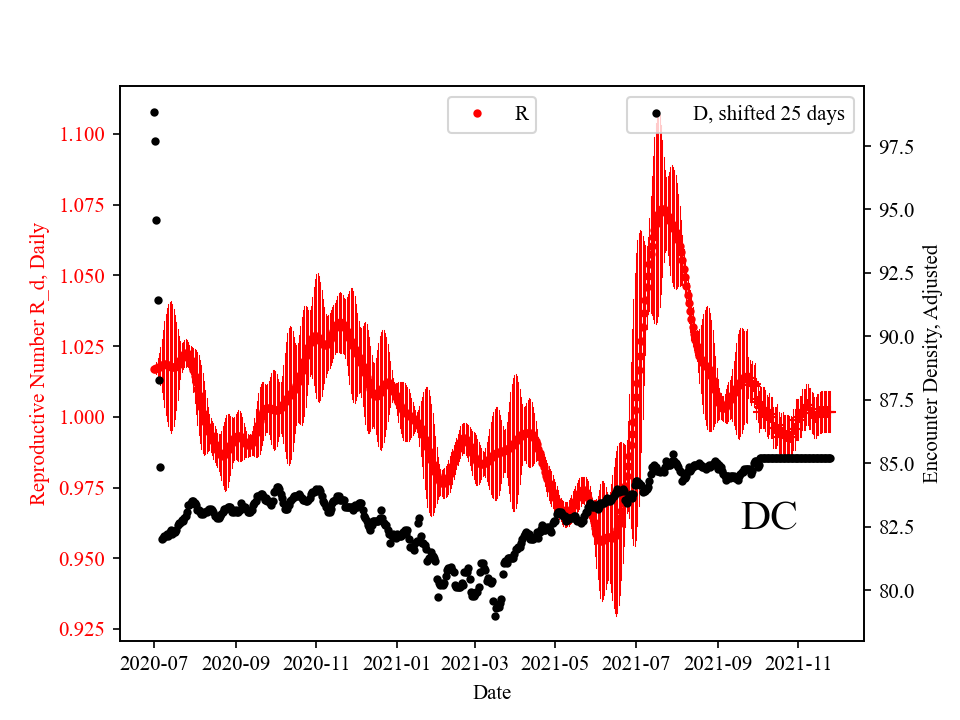 R
D, shifted 25 days
1.100
1.075
1.050
1.025
1.000
0.975
0.950
0.925
Reproductive Number R_d, Daily
97.5
95.0
92.5
90.0
87.5
85.0
82.5
80.0
Encounter Density, Adjusted
DC
2020-07 2020-09 2020-11 2021-01 2021-03 2021-05 2021-07 2021-09 2021-11
Date